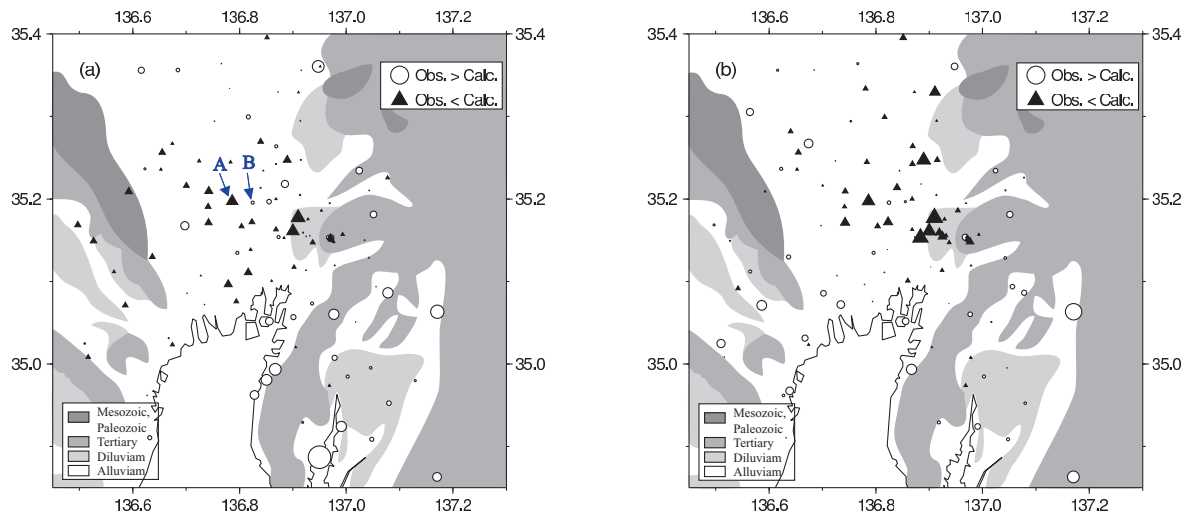 136.6 136.8 137.0 137.2
35.4 35.4
(a)
Obs. > Calc.
Obs. < Calc.
A B
35.2 35.2
35.0 35.0
Mesozoic,
Paleozoic
Tertiary
Diluviam
Alluviam
136.6 136.8 137.0 137.2
136.6 136.8 137.0 137.2
35.4 35.4
(b)
Obs. > Calc.
Obs. < Calc.
35.2 35.2
35.0 35.0
Mesozoic,
Paleozoic
Tertiary
Diluviam
Alluviam
136.6 136.8 137.0 137.2